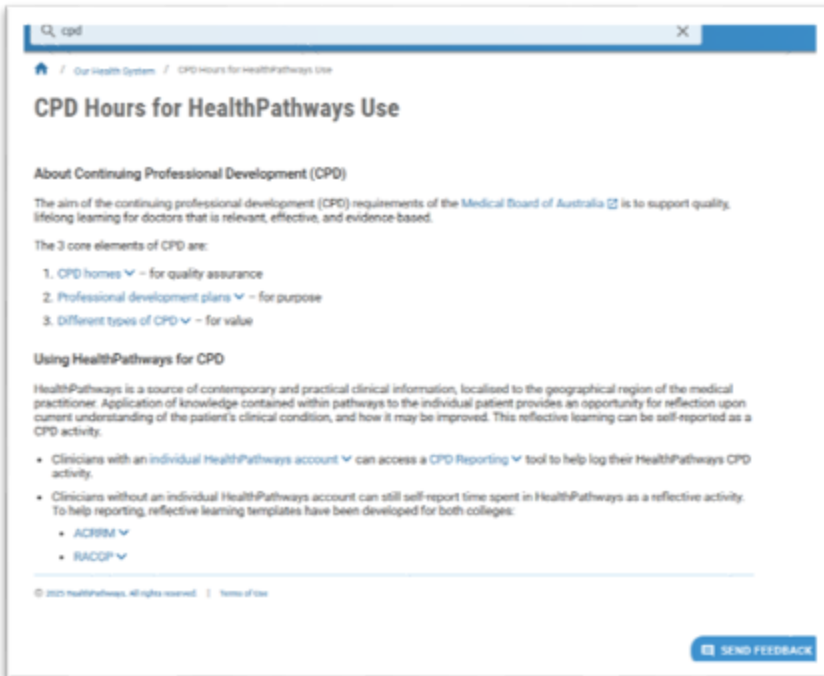 cpd
/ Our Health System / CPD Hours for HealthPathways Use
CPD Hours for HealthPathways Use
About Continuing Professional Development (CPD)
The aim of the continuing professional development (CPD) requirements of the Medical Board of Australia is to support quality,
lifelong learning for doctors that is relevant, effective, and evidence-based.
The 3 core elements of CPD are:
1. CPD homes – for quality assurance
2. Professional development plans – for purpose
3. Different types of CPD – for value
Using HealthPathways for CPD
HealthPathways is a source of contemporary and practical clinical information, localised to the geographical region of the medical
practitioner. Application of knowledge contained within pathways to the individual patient provides an opportunity for reflection upon
current understanding of the patient's clinical condition, and how it may be improved. This reflective learning can be self-reported as a
CPD activity.
• Clinicians with an individual HealthPathways account can access a CPD Reporting tool to help log their HealthPathways CPD
activity.
• Clinicians without an individual HealthPathways account can still self-report time spent in HealthPathways as a reflective activity.
To help reporting, reflective learning templates have been developed for both colleges:
• ACRRM
• RACGP
© 2025 HealthPathways. All rights reserved. | Terms of Use
SEND FEEDBACK